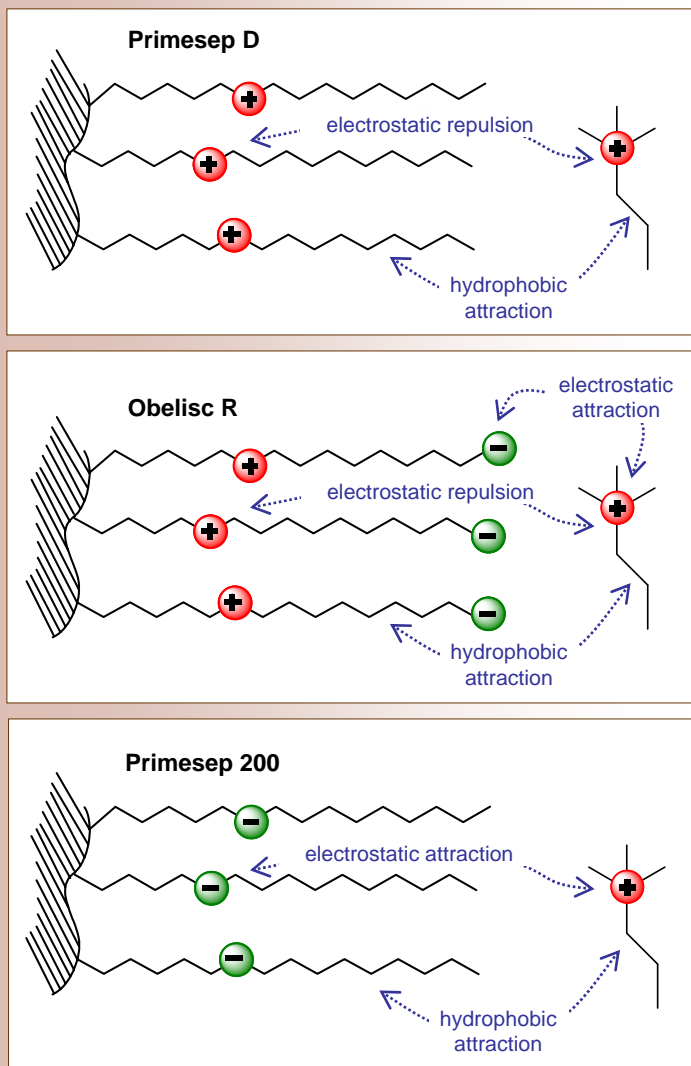 Primesep D
+
electrostatic repulsion
+
+
+
hydrophobic
attraction
Obelisc R
electrostatic
attraction
−
+
electrostatic repulsion
+
+
−
+
−
hydrophobic
attraction
Primesep 200
−
electrostatic attraction
−
+
−
hydrophobic
attraction